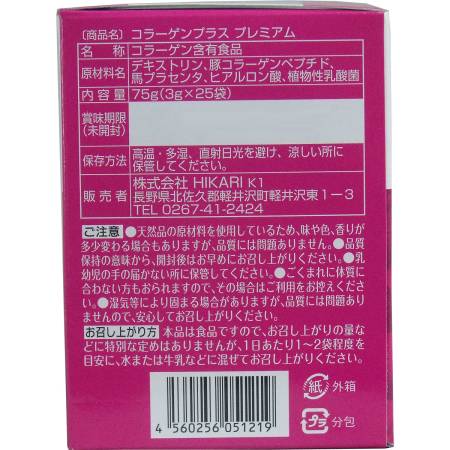 〔商品名〕 コラーゲンプラス プレミアム
名 称 コラーゲン含有食品
原材料名 デキストリン、豚コラーゲンペプチド、
馬プラセンタ、ヒアルロン酸、植物性乳酸菌
内 容 量 75g(3g×25袋)
賞味期限
(未開封)
保存方法 高温・多湿、直射日光を避け、涼しい所に
保管してください。
販 売 者 株式会社 HIKARI K1
長野県北佐久郡軽井沢町軽井沢東1-3
TEL 0267-41-2424
ご注意 ●天然品の原材料を使用しているため、味や色、香りが
多少変わる場合もありますが、品質には問題ありません。●品質
保持の意味から、開封後はお早めにお召し上がりください。●乳
幼児の手の届かない所に保管してください。●ごくまれに体質に
合わない方もおられますので、その場合はご利用をお控えくださ
い。●湿気等により固まる場合がありますが、品質には問題あり
ませんので、安心してお召し上がりください。
お召し上がり方 本品は食品ですので、お召し上がりの量な
どに特別な定めはありませんが、1日あたり1~2袋程度を
目安に、水または牛乳などに混ぜてお召し上がりください。
紙 外箱
プラ 分包
4 560256 051219